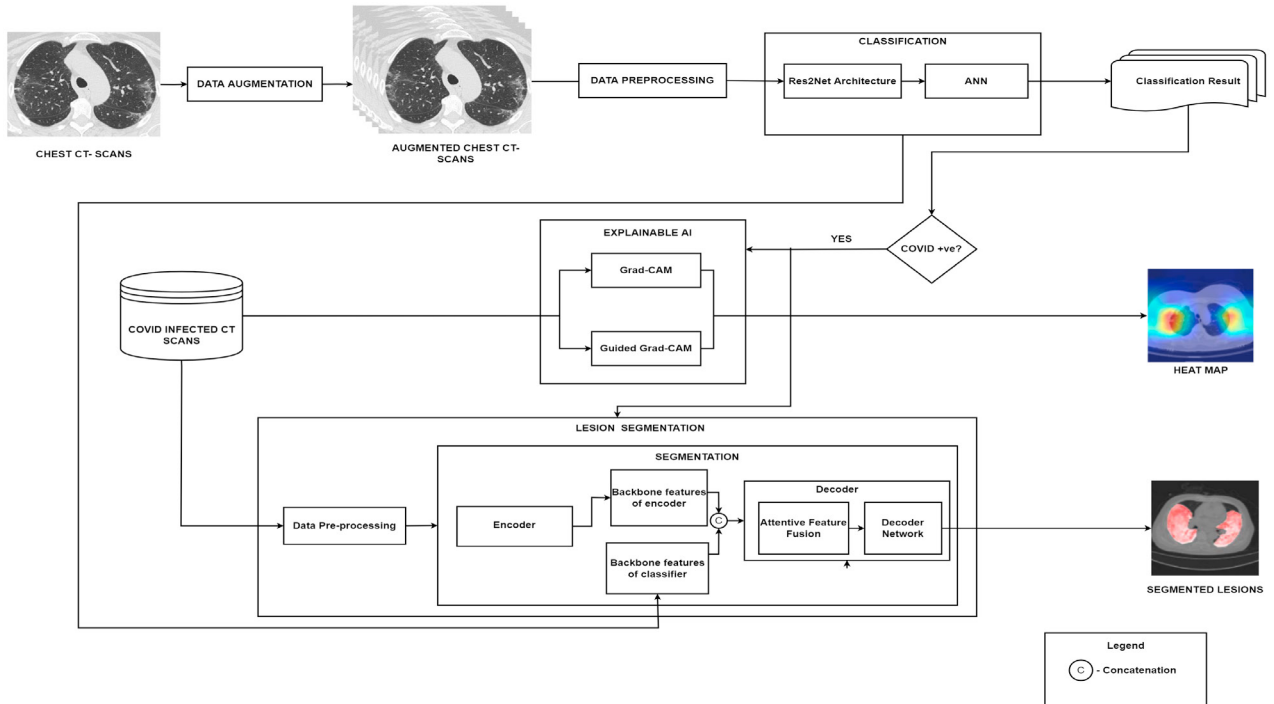 CLASSIFICATION
DATA AUGMENTATION
DATA PREPROCESSING
Res2Net Architecture
ANN
Classification Result
CHEST CT- SCANS
AUGMENTED CHEST CT-
SCANS
EXPLAINABLE AI
YES
COVID +ve?
Grad-CAM
COVID INFECTED CT
SCANS
Guided Grad-CAM
HEAT MAP
LESION SEGMENTATION
SEGMENTATION
Data Pre-processing
Encoder
Backbone features
of encoder
C
Backbone features
of classifier
Decoder
Attentive Feature
Fusion
Decoder
Network
SEGMENTED LESIONS
Legend
C - Concatenation